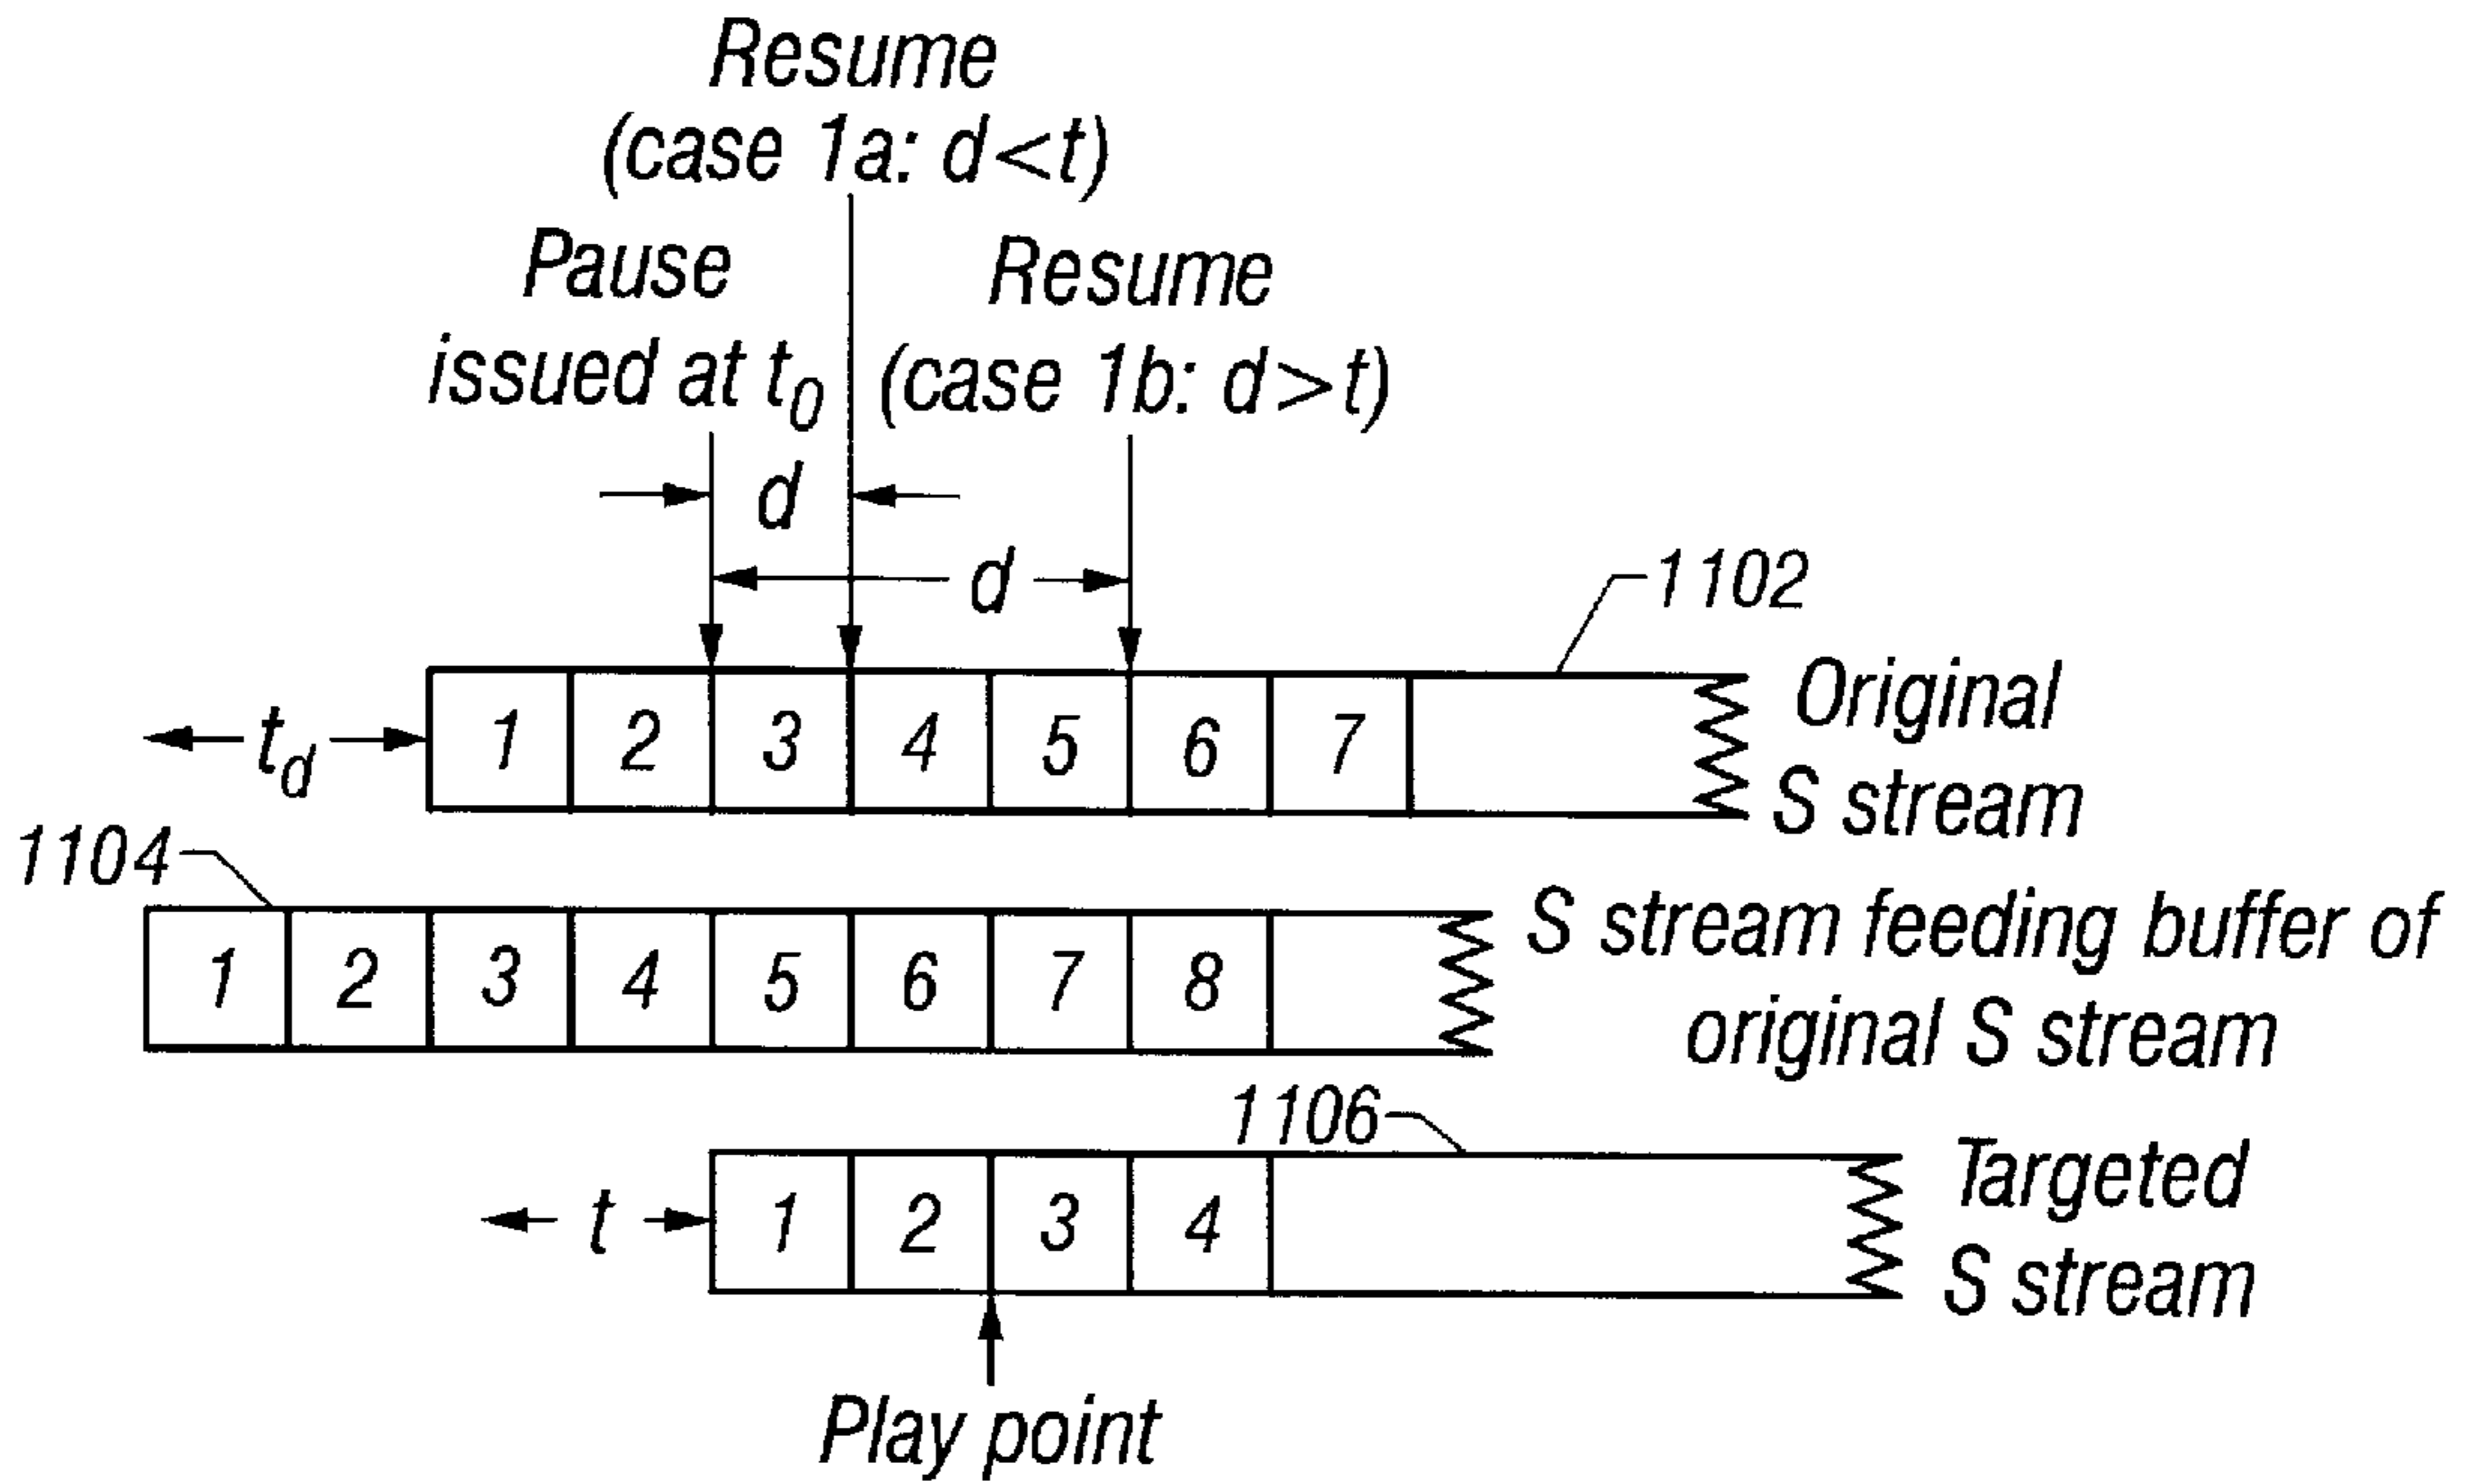 Resume
(case 1a: d<t)
Pause
issued at t0
Resume
(case 1b: d>t)
d
d
1102
td
1 2 3 4 5 6 7
Original
S stream
1104
1 2 3 4 5 6 7 8
S stream feeding buffer of
original S stream
1106
t
1 2 3 4
Targeted
S stream
Play point